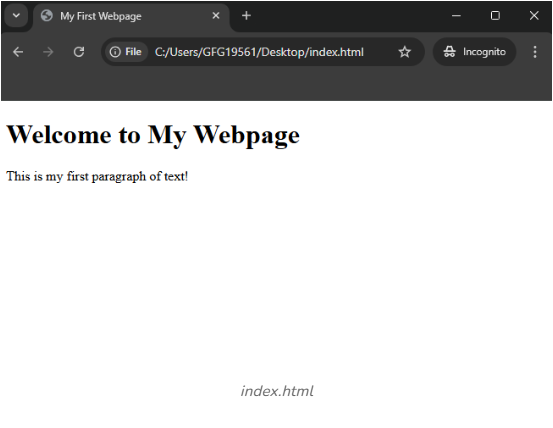 My First Webpage
File C:/Users/GFG19561/Desktop/index.html Incognito
Welcome to My Webpage
This is my first paragraph of text!
index.html